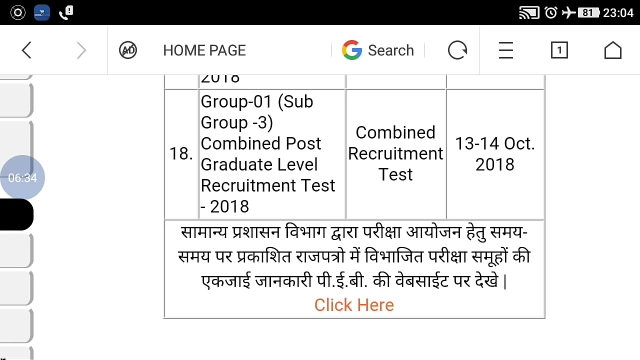 81 23:04
HOME PAGE
Search
1
2018
18. Group-01 (Sub Group -3) Combined Post Graduate Level Recruitment Test - 2018
Combined Recruitment Test
13-14 Oct. 2018
06:34
सामान्य प्रशासन विभाग द्वारा परीक्षा आयोजन हेतु समय-
समय पर प्रकाशित राजपत्रो में विभाजित परीक्षा समूहों की
एकजाई जानकारी पी.ई.बी. की वेबसाईट पर देखे |
Click Here